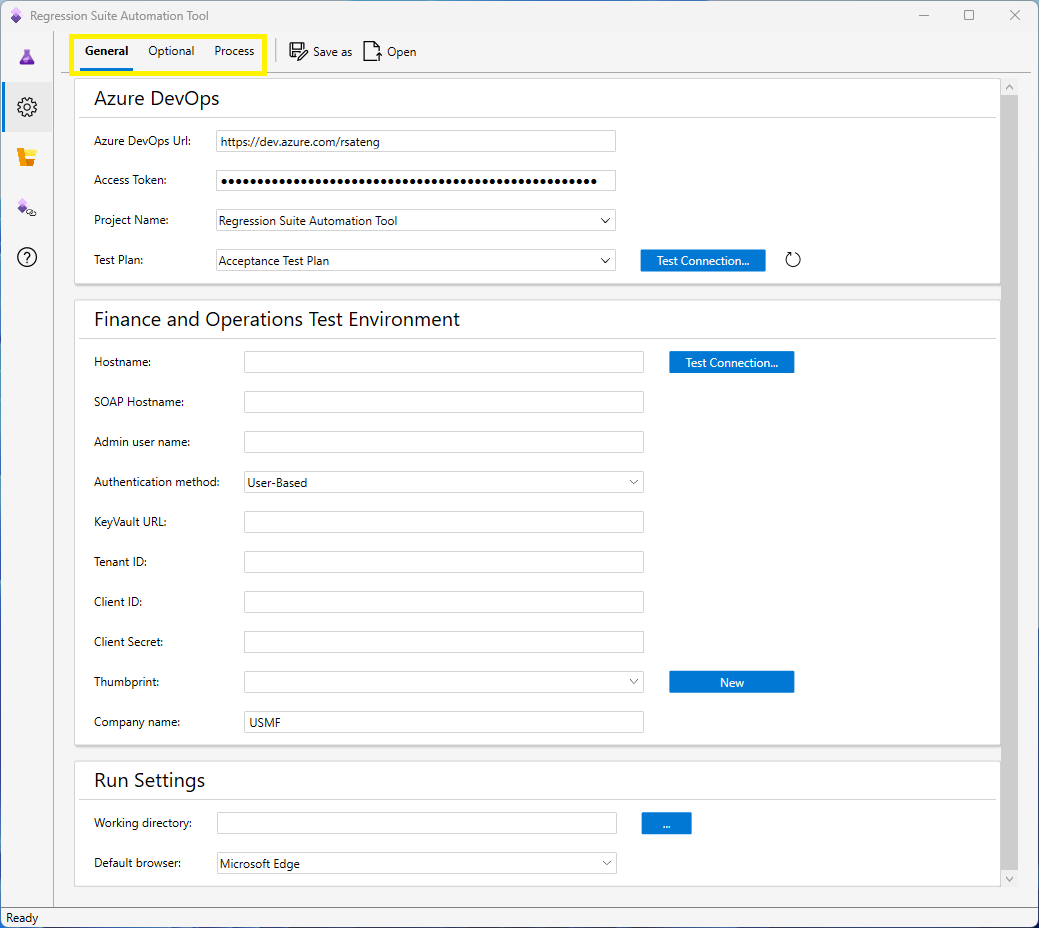 Regression Suite Automation Tool
General Optional Process Save as Open
Azure DevOps
Azure DevOps Url: https://dev.azure.com/rsateng
Access Token: ●●●●●●●●●●●●●●●●●●●●●●●●●●●●●●●●●●●●●●●●●●●●●●●●●●●●
Project Name: Regression Suite Automation Tool
Test Plan: Acceptance Test Plan Test Connection...
Finance and Operations Test Environment
Hostname: Test Connection...
SOAP Hostname:
Admin user name:
Authentication method: User-Based
KeyVault URL:
Tenant ID:
Client ID:
Client Secret:
Thumbprint: New
Company name: USMF
Run Settings
Working directory: ...
Default browser: Microsoft Edge
Ready